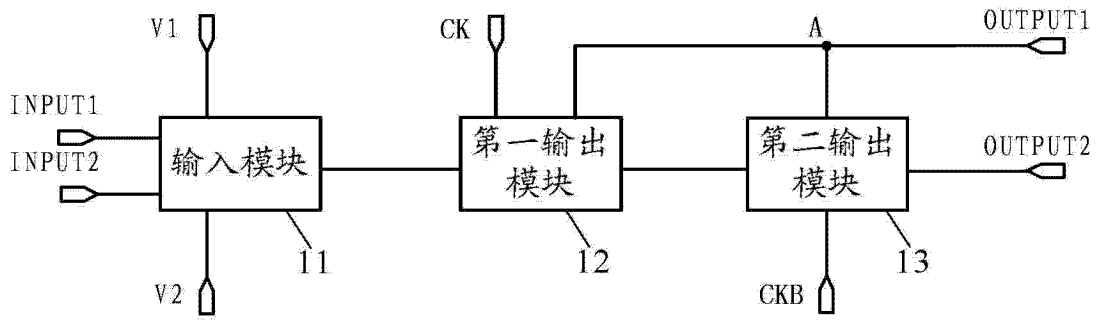 V1
CK
A
OUTPUT1
INPUT1
INPUT2
输入模块
第一输出
模块
第二输出
模块
OUTPUT2
11
12
13
V2
CKB